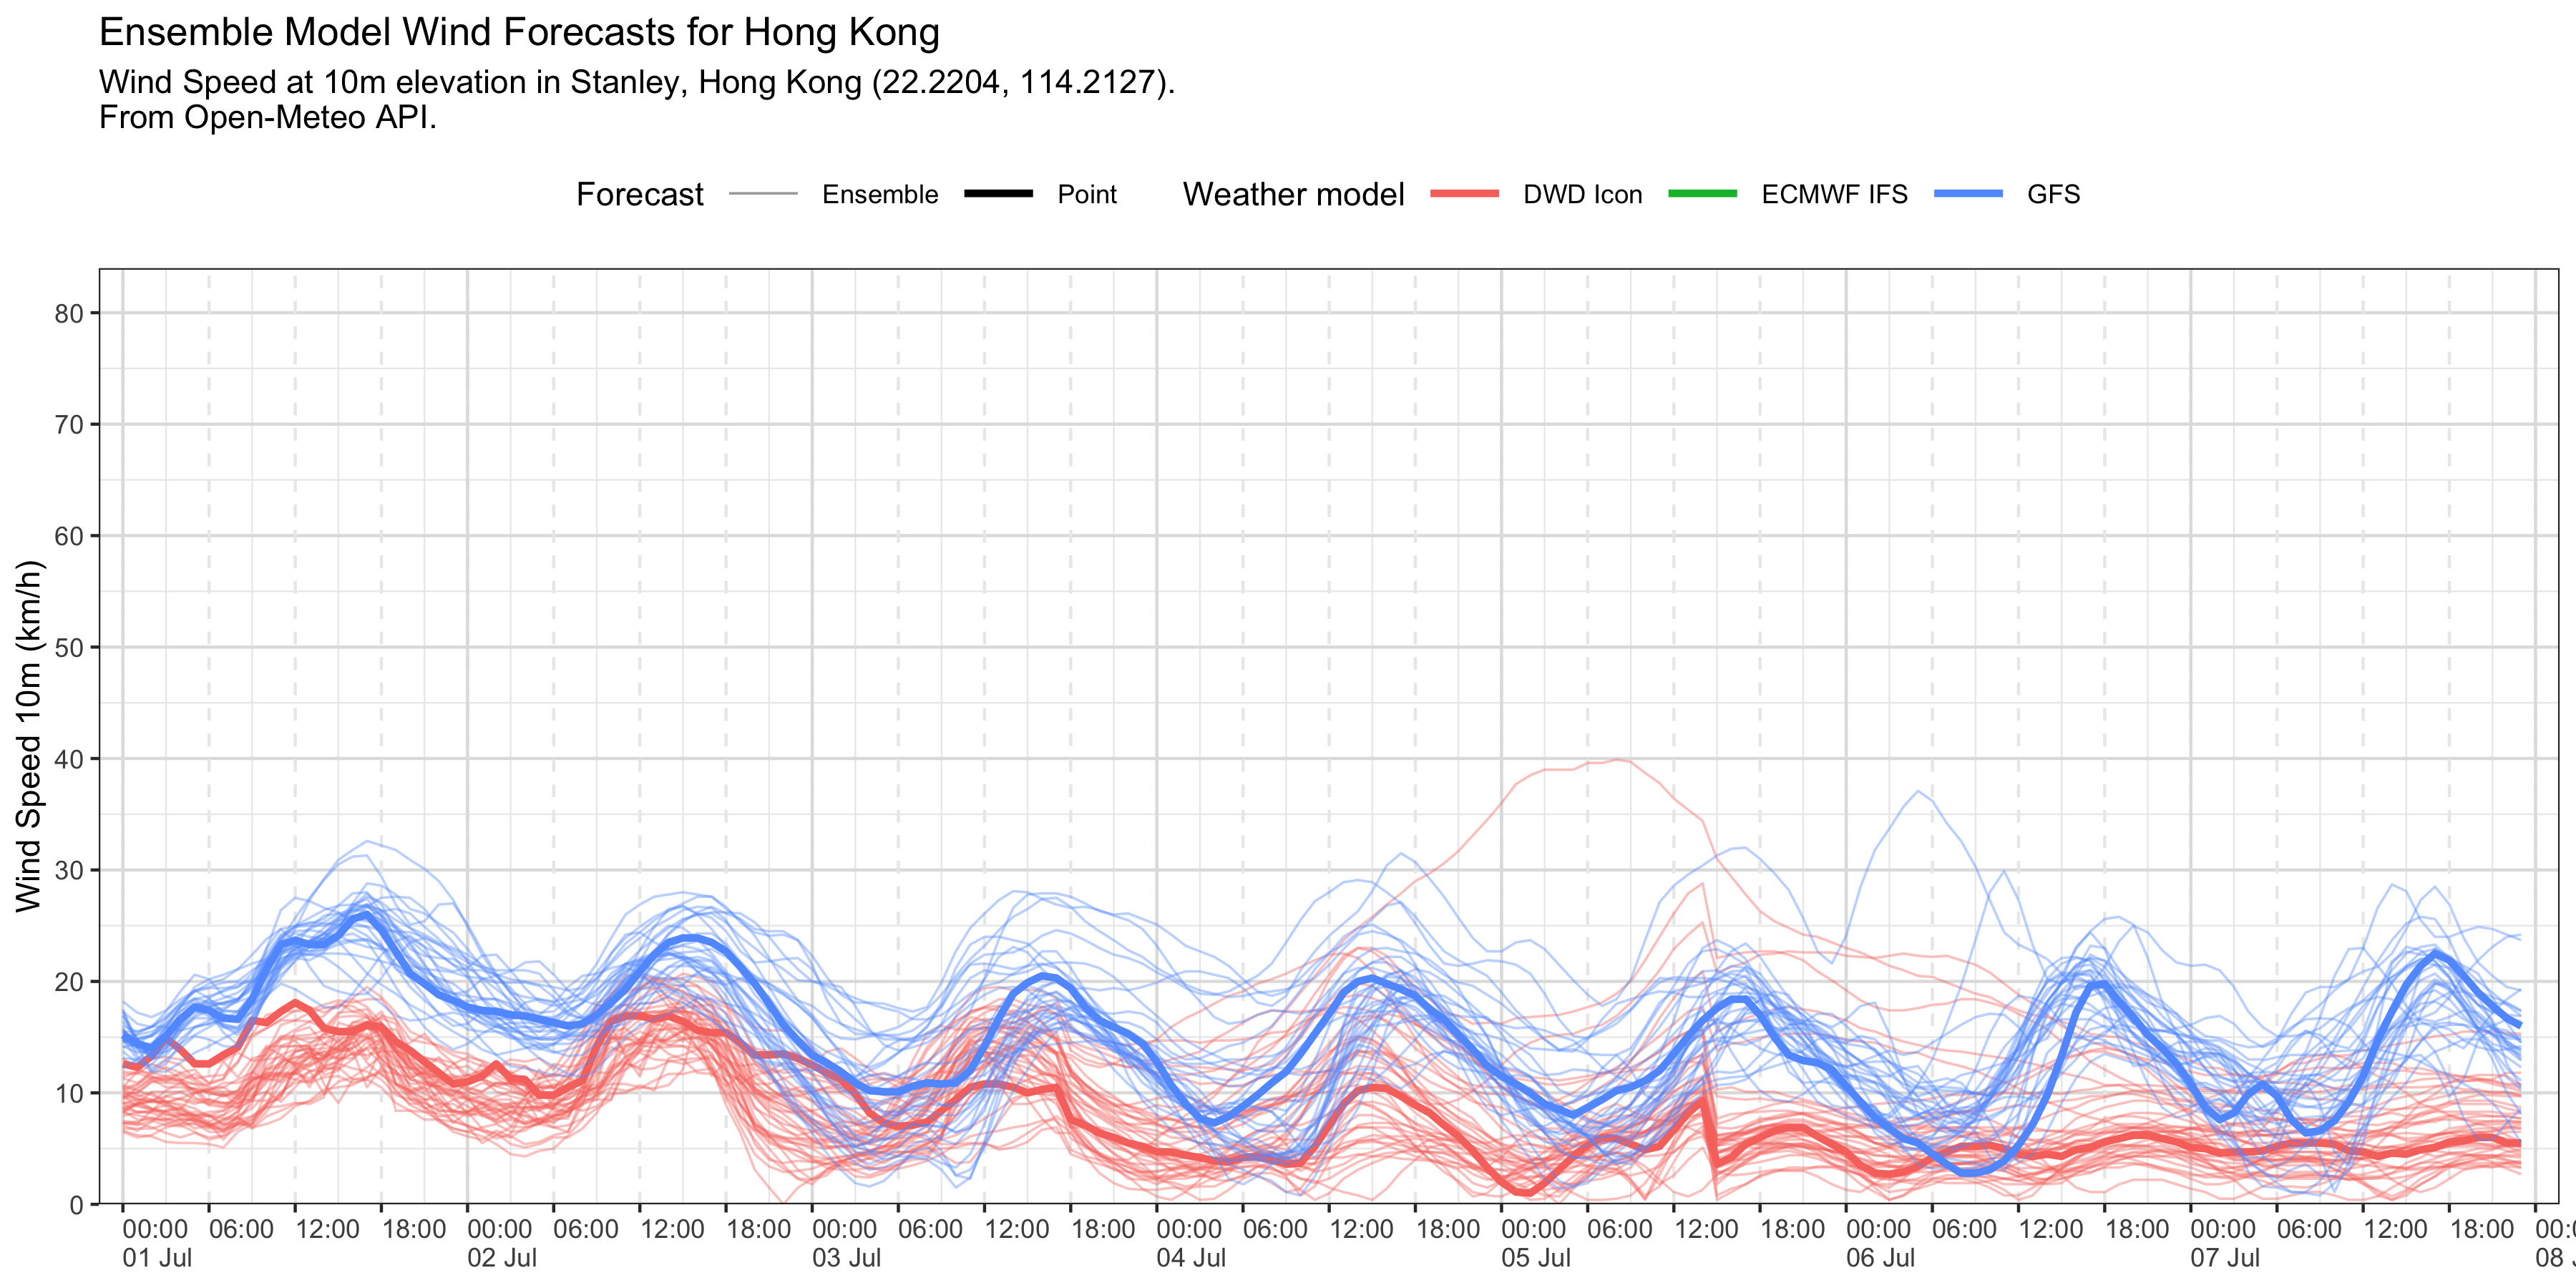 Ensemble Model Wind Forecasts for Hong Kong
Wind Speed at 10m elevation in Stanley, Hong Kong (22.2204, 114.2127).
From Open-Meteo API.
Forecast Ensemble Point Weather model DWD Icon ECMWF IFS GFS
Wind Speed 10m (km/h)
80
70
60
50
40
30
20
10
0
00:00 06:00 12:00 18:00 00:00 06:00 12:00 18:00 00:00 06:00 12:00 18:00 00:00 06:00 12:00 18:00 00:00 06:00 12:00 18:00 00:00 06:00 12:00 18:00 00:00 06:00 12:00 18:00
01 Jul 02 Jul 03 Jul 04 Jul 05 Jul 06 Jul 07 Jul 08